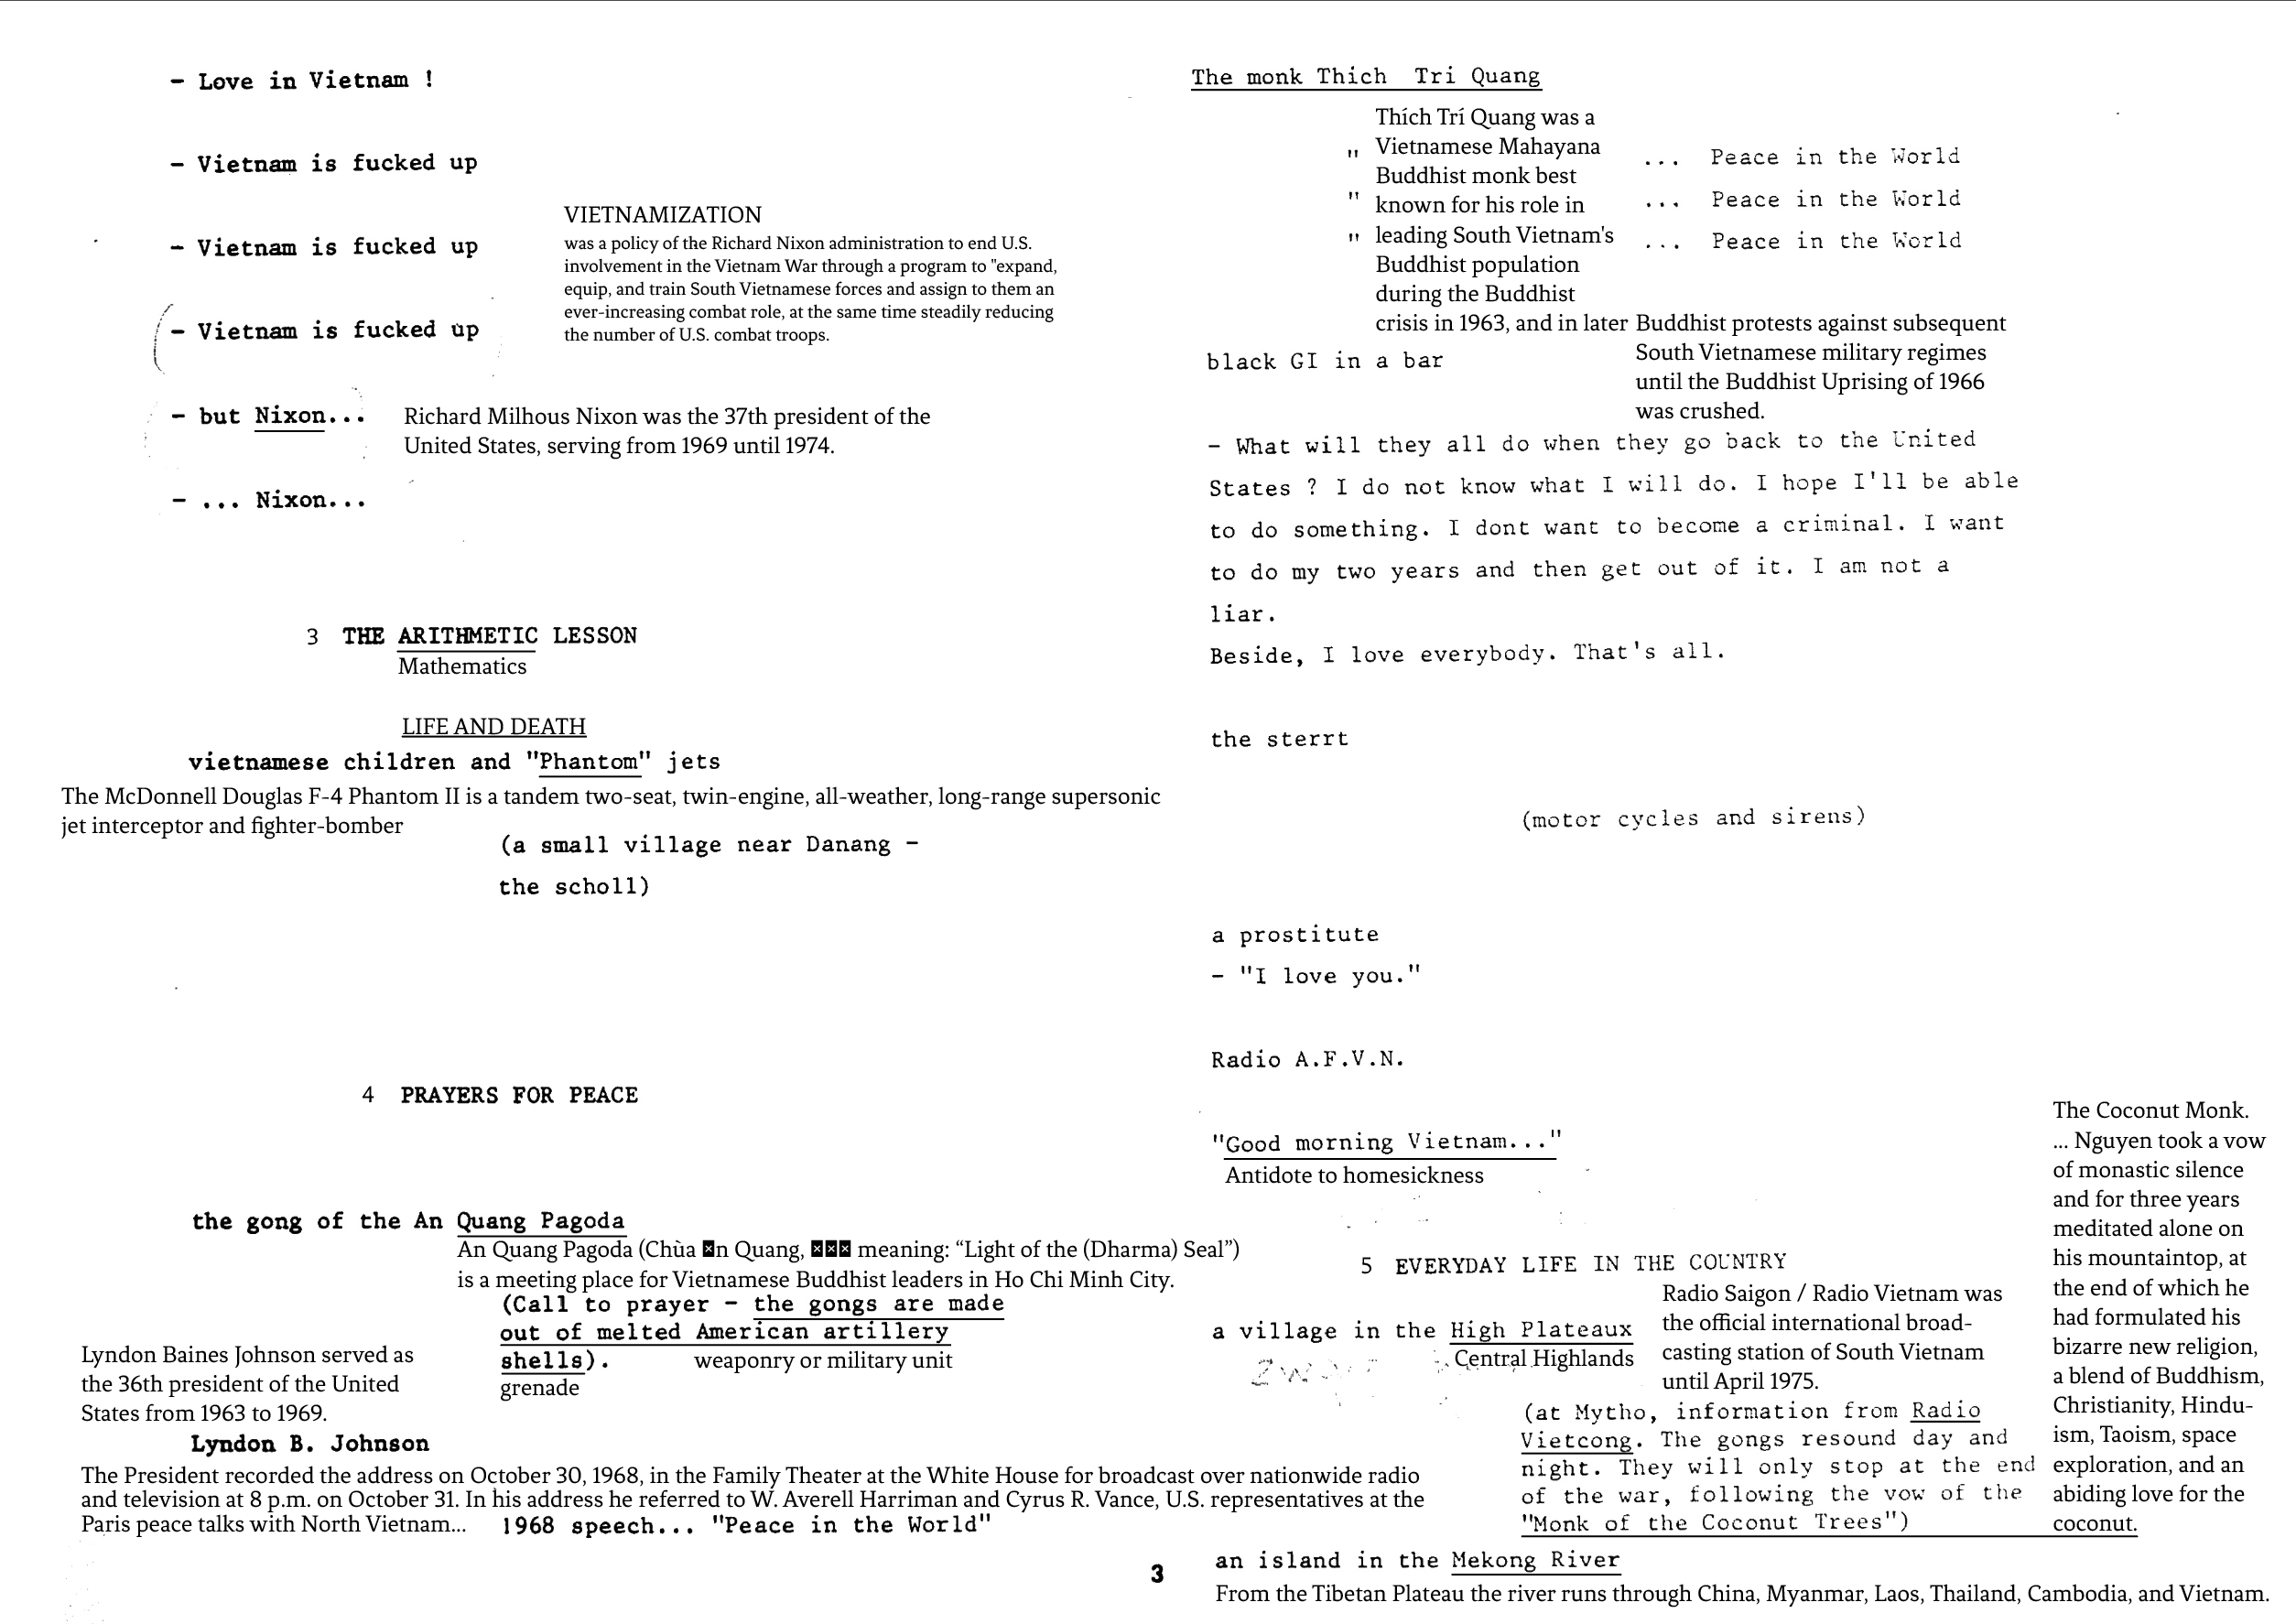 - Love in Vietnam !
- Vietnam is fucked up
- Vietnam is fucked up
- Vietnam is fucked up
VIETNAMIZATION
was a policy of the Richard Nixon administration to end U.S.
involvement in the Vietnam War through a program to "expand,
equip, and train South Vietnamese forces and assign to them an
ever-increasing combat role, at the same time steadily reducing
the number of U.S. combat troops.
- but Nixon...
Richard Milhous Nixon was the 37th president of the
United States, serving from 1969 until 1974.
- ... Nixon...
3 THE ARITHMETIC LESSON
Mathematics
LIFE AND DEATH
vietnamese children and "Phantom" jets
The McDonnell Douglas F-4 Phantom II is a tandem two-seat, twin-engine, all-weather, long-range supersonic
jet interceptor and fighter-bomber
(a small village near Danang -
the scholl)
4 PRAYERS FOR PEACE
the gong of the An Quang Pagoda
An Quang Pagoda (Chùa n Quang, meaning: “Light of the (Dharma) Seal”)
is a meeting place for Vietnamese Buddhist leaders in Ho Chi Minh City.
(Call to prayer - the gongs are made
out of melted American artillery
shells).
weaponry or military unit
grenade
Lyndon Baines Johnson served as
the 36th president of the United
States from 1963 to 1969.
Lyndon B. Johnson
The President recorded the address on October 30, 1968, in the Family Theater at the White House for broadcast over nationwide radio
and television at 8 p.m. on October 31. In his address he referred to W. Averell Harriman and Cyrus R. Vance, U.S. representatives at the
Paris peace talks with North Vietnam...
1968 speech... "Peace in the World"
3
The monk Thich Tri Quang
Thích Trí Quang was a
Vietnamese Mahayana
Buddhist monk best
known for his role in
leading South Vietnam's
Buddhist population
during the Buddhist
crisis in 1963, and in later Buddhist protests against subsequent
South Vietnamese military regimes
until the Buddhist Uprising of 1966
was crushed.
" ... Peace in the World
" ... Peace in the World
" ... Peace in the World
black GI in a bar
- What will they all do when they go back to the United
States ? I do not know what I will do. I hope I'll be able
to do something. I dont want to become a criminal. I want
to do my two years and then get out of it. I am not a
liar.
Beside, I love everybody. That's all.
the sterrt
(motor cycles and sirens)
a prostitute
- "I love you."
Radio A.F.V.N.
"Good morning Vietnam..."
Antidote to homesickness
5 EVERYDAY LIFE IN THE COUNTRY
a village in the High Plateaux
Central Highlands
Radio Saigon / Radio Vietnam was
the official international broad-
casting station of South Vietnam
until April 1975.
(at Mytho, information from Radio
Vietcong. The gongs resound day and
night. They will only stop at the end
of the war, following the vow of the
"Monk of the Coconut Trees")
The Coconut Monk.
... Nguyen took a vow
of monastic silence
and for three years
meditated alone on
his mountaintop, at
the end of which he
had formulated his
bizarre new religion,
a blend of Buddhism,
Christianity, Hindu-
ism, Taoism, space
exploration, and an
abiding love for the
coconut.
an island in the Mekong River
From the Tibetan Plateau the river runs through China, Myanmar, Laos, Thailand, Cambodia, and Vietnam.